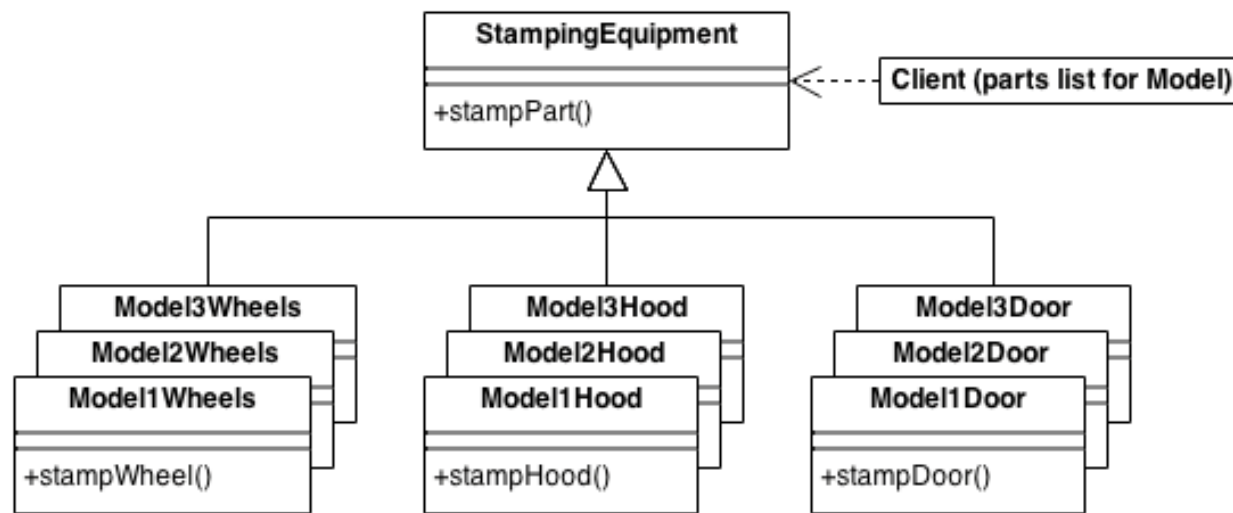 StampingEquipment
Client (parts list for Model)
+stampPart()
Model3Wheels
Model3Hood
Model3Door
Model2Wheels
Model2Hood
Model2Door
Model1Wheels
Model1Hood
Model1Door
+stampWheel()
+stampHood()
+stampDoor()